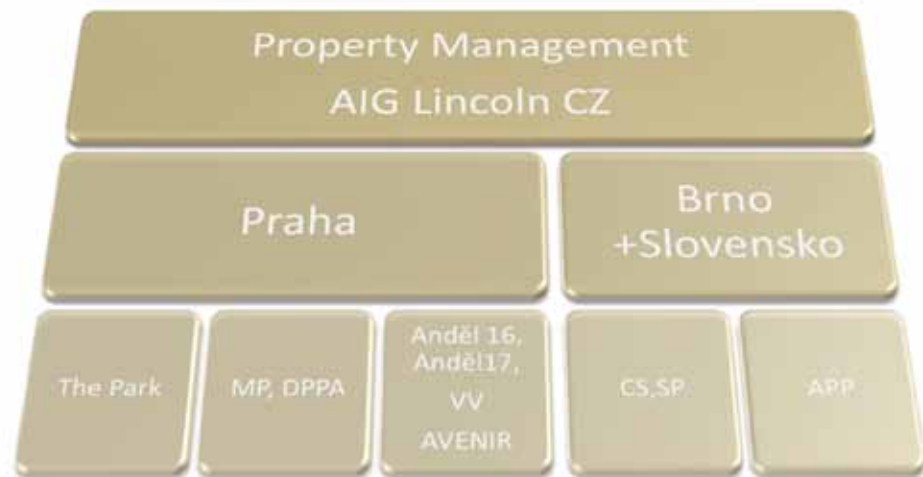 Property Management
AIG Lincoln CZ
Praha
Brno
+Slovensko
The Park
MP, DPPA
Anděl 16,
Anděl17,
VV
AVENIR
CS,SP
APP